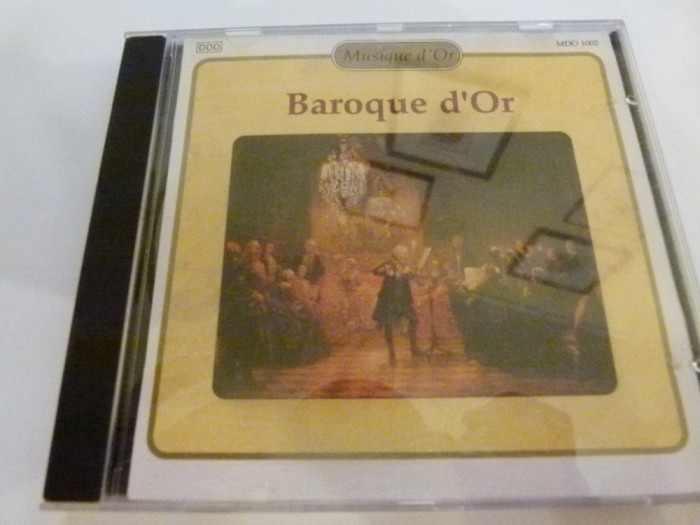 DDD
Musique d'Or
MDO 1002
Baroque d'Or